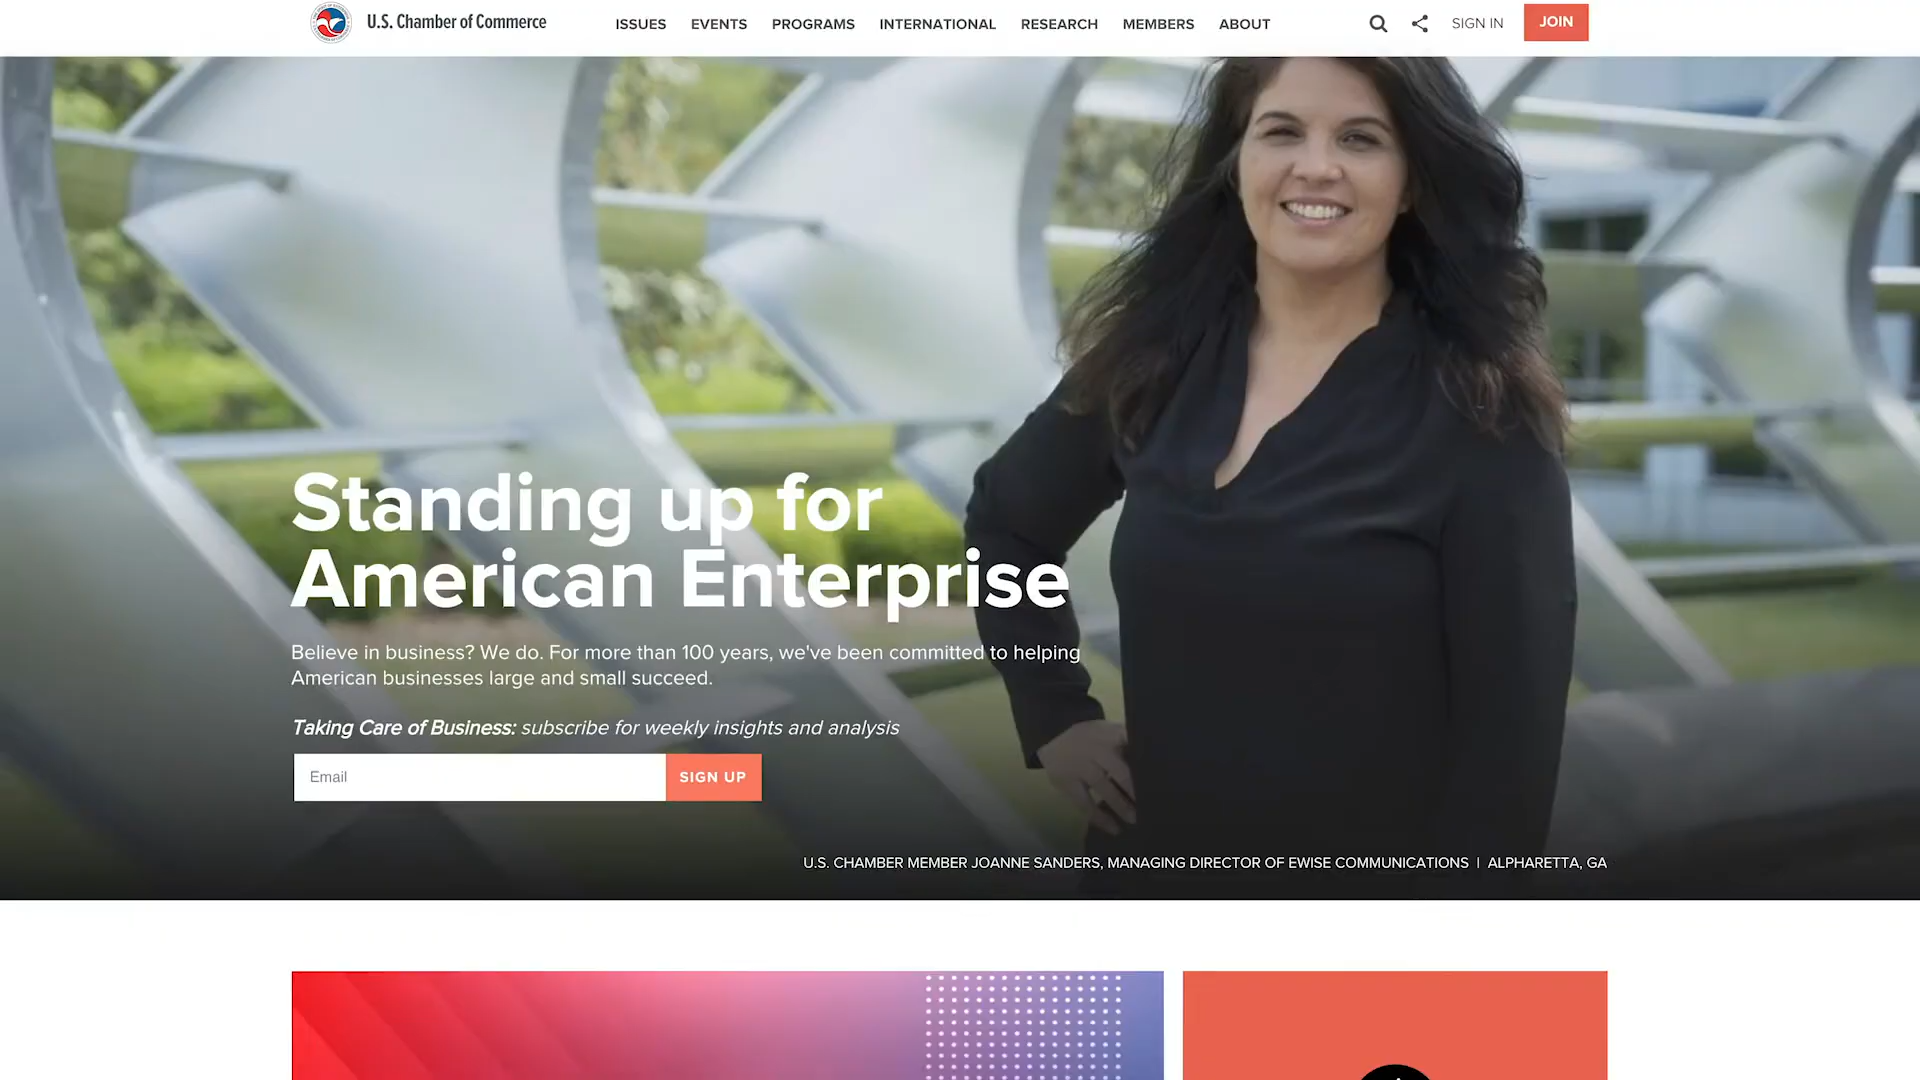 U.S. Chamber of Commerce
ISSUES EVENTS PROGRAMS INTERNATIONAL RESEARCH MEMBERS ABOUT SIGN IN JOIN
Standing up for
American Enterprise
Believe in business? We do. For more than 100 years, we've been committed to helping
American businesses large and small succeed.
Taking Care of Business: subscribe for weekly insights and analysis
Email SIGN UP
U.S. CHAMBER MEMBER JOANNE SANDERS, MANAGING DIRECTOR OF EWISE COMMUNICATIONS | ALPHARETTA, GA